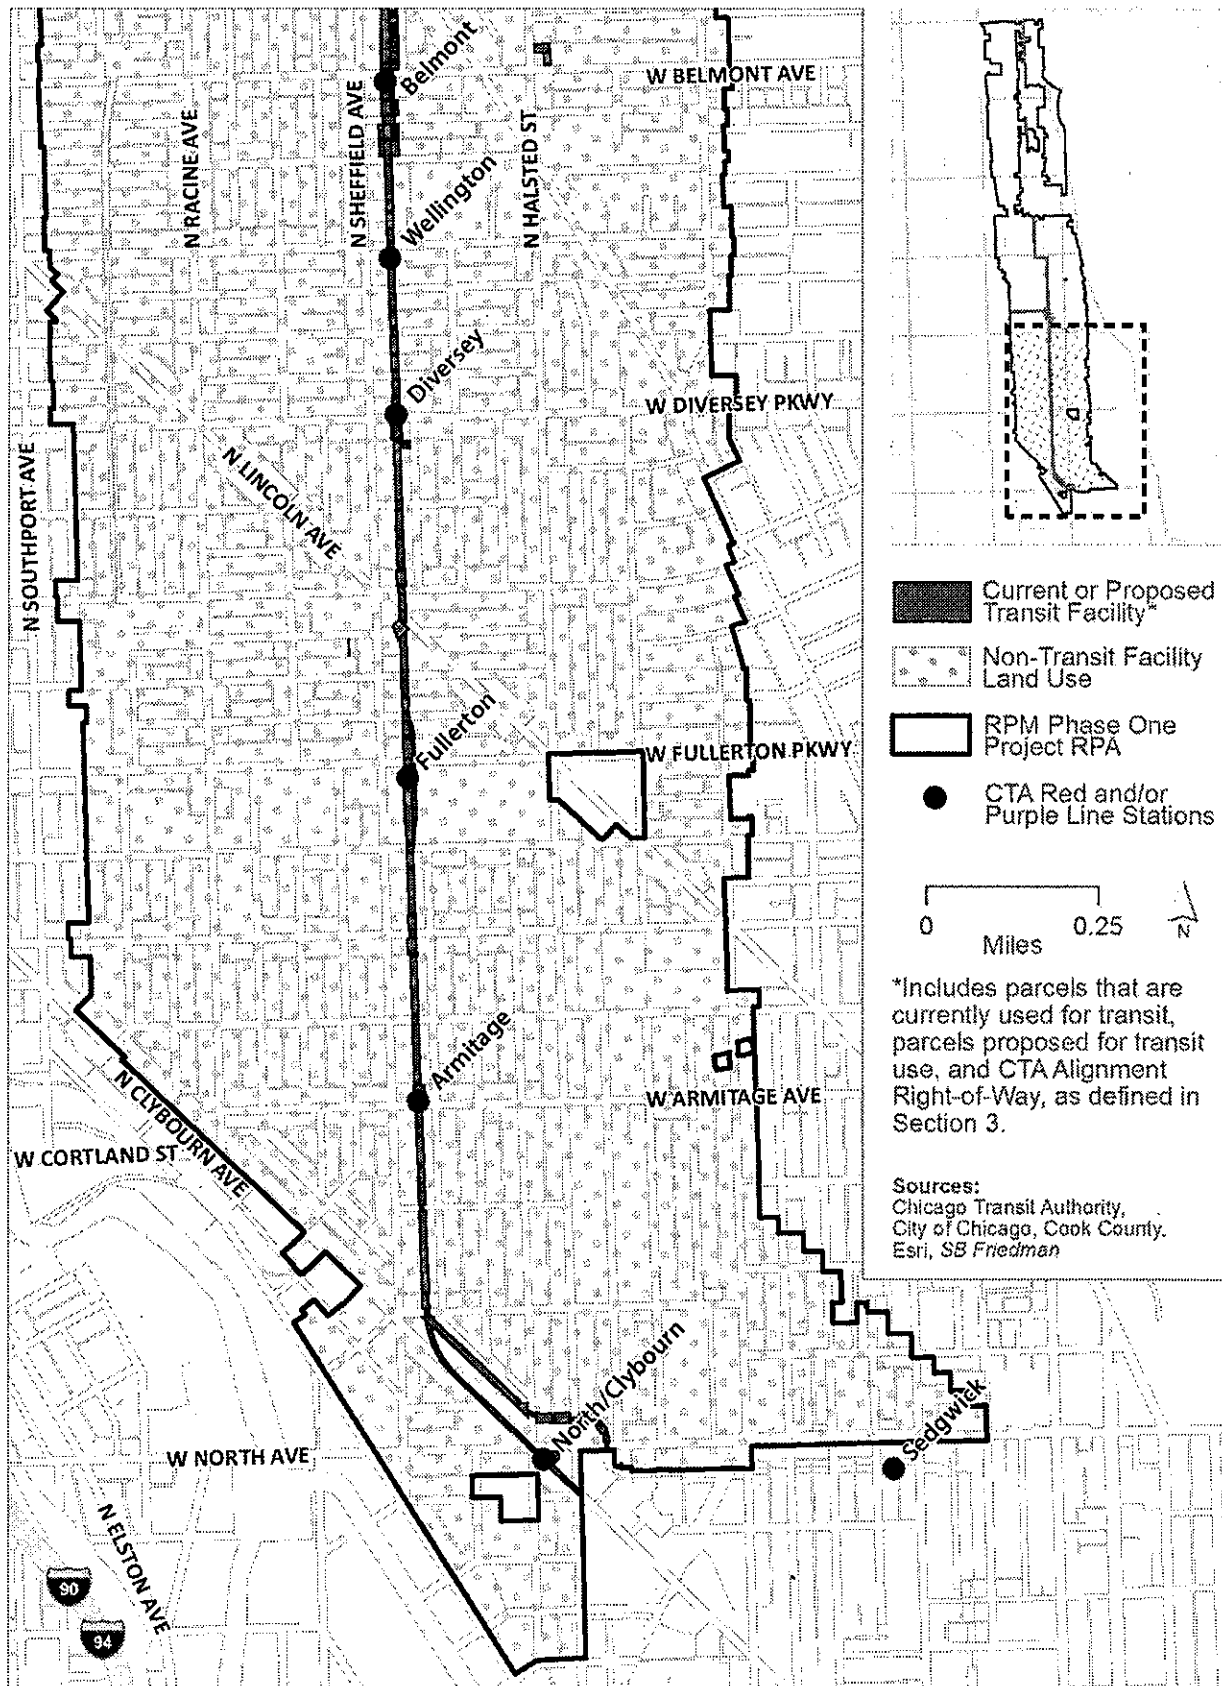 Belmont
W BELMONT AVE
N RACINE AVE
N SHEFFIELD AVE
N HALSTED ST
Wellington
Diversey
W DIVERSEY PKWY
N LINCOLN AVE
N SOUTHPORT AVE
Fullerton
W FULLERTON PKWY
Armitage
W ARMITAGE AVE
N CLYBOURN AVE
W CORTLAND ST
North/Clybourn
Sedgwick
W NORTH AVE
N ELSTON AVE
90
94
Current or Proposed
Transit Facility*
Non-Transit Facility
Land Use
RPM Phase One
Project RPA
CTA Red and/or
Purple Line Stations
0 0.25
Miles
N
*Includes parcels that are
currently used for transit,
parcels proposed for transit
use, and CTA Alignment
Right-of-Way, as defined in
Section 3.
Sources:
Chicago Transit Authority,
City of Chicago, Cook County.
Esri, SB Friedman